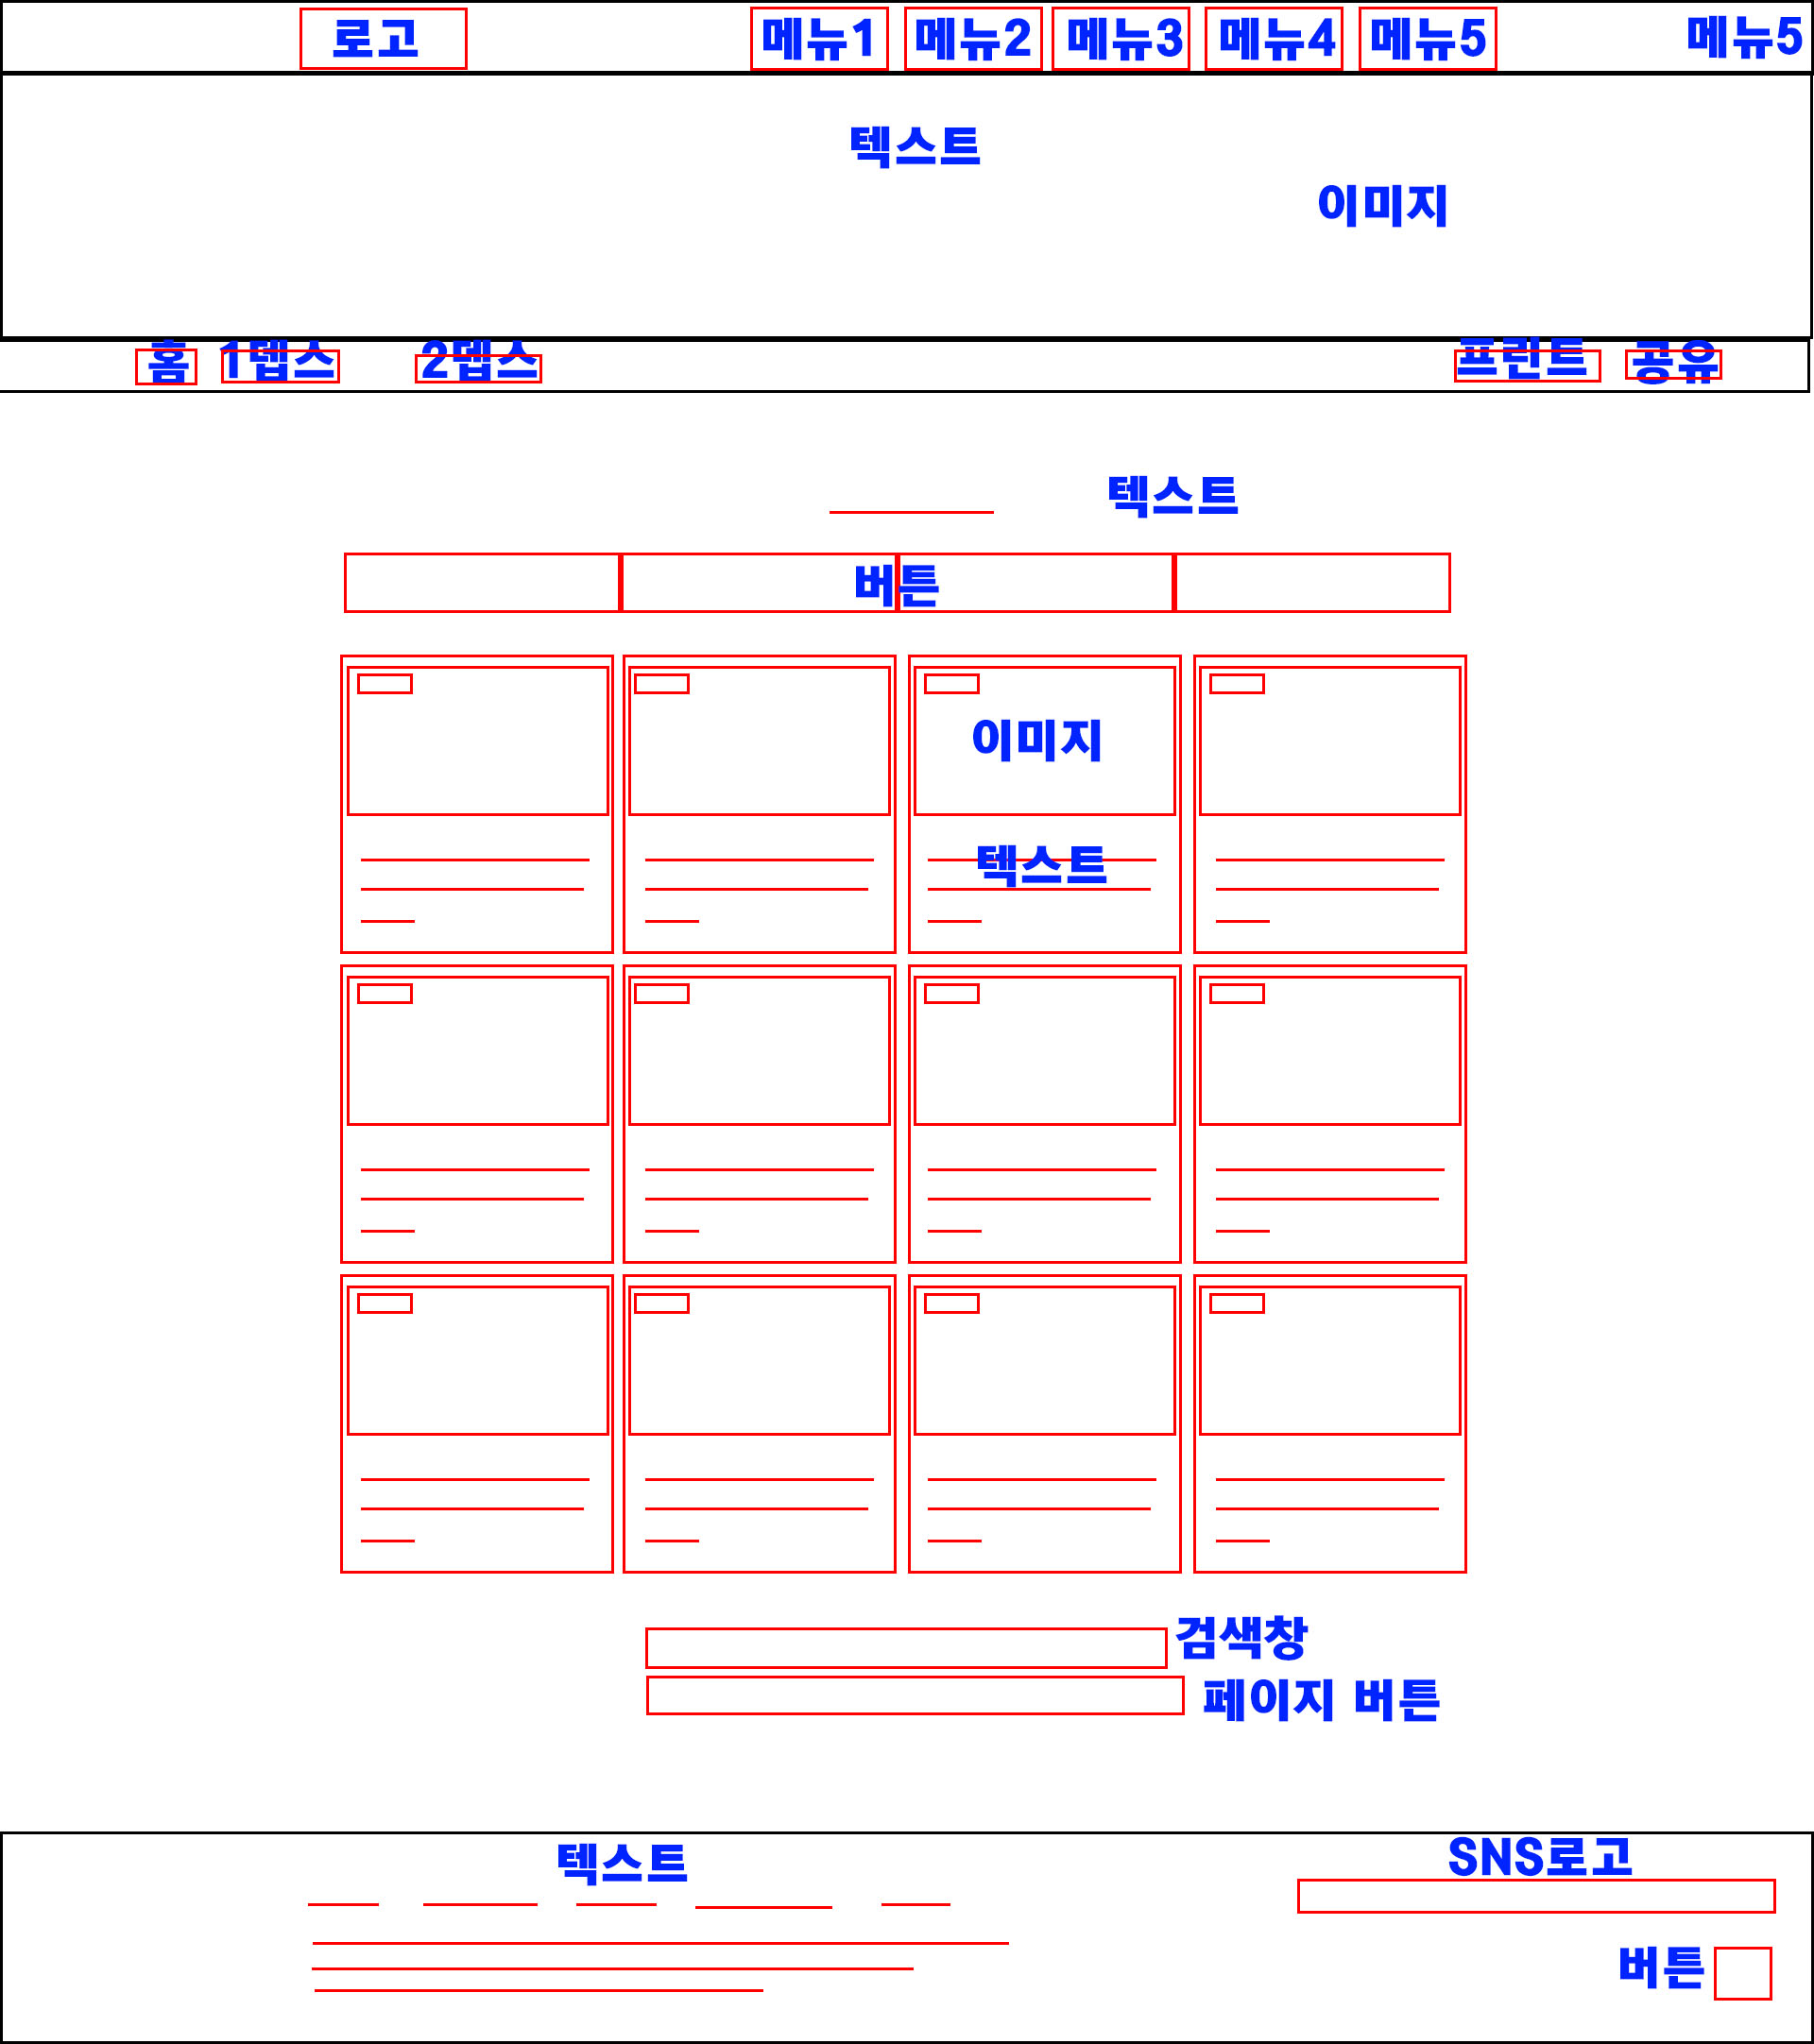 로고 메뉴1 메뉴2 메뉴3 메뉴4 메뉴5 메뉴5
텍스트
이미지
홈 1뎁스 2뎁스 프린트 공유
텍스트
버튼
이미지
텍스트
검색창
페이지 버튼
텍스트 SNS로고
버튼